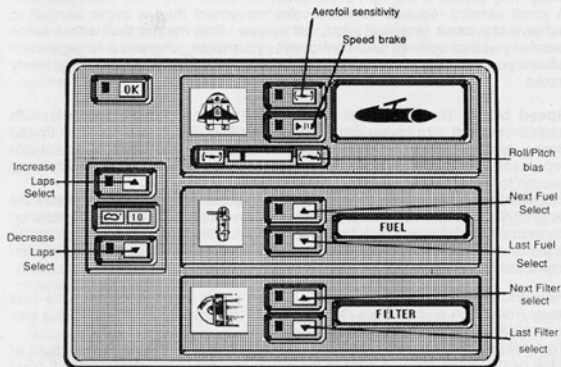 Aerofoil sensitivity
Speed brake
OK
Roll/Pitch
bias
Increase
Laps
Select
10
Decrease
Laps
Select
Next Fuel
Select
FUEL
Last Fuel
Select
Next Filter
select
FILTER
Last Filter
select